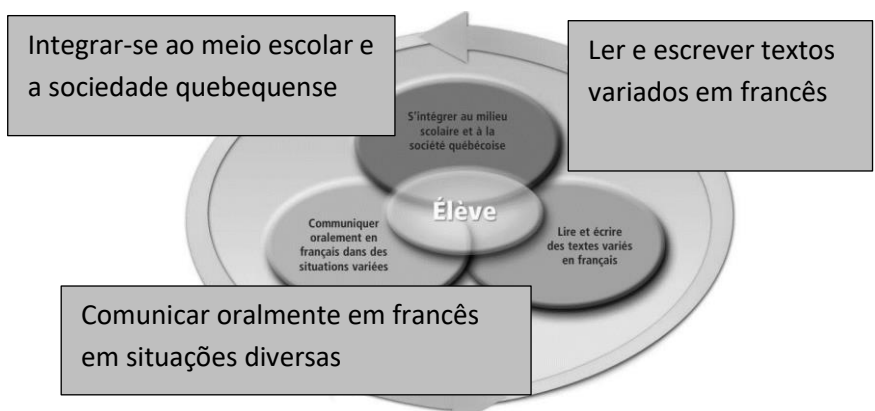 Integrar-se ao meio escolar e
a sociedade quebequense
Ler e escrever textos
variados em francês
S'intégrer au milieu
scolaire et à la
société québécoise
Élève
Communiquer
oralement en
français dans des
situations variées
Lire et écrire
des textes variés
en français
Comunicar oralmente em francês
em situações diversas